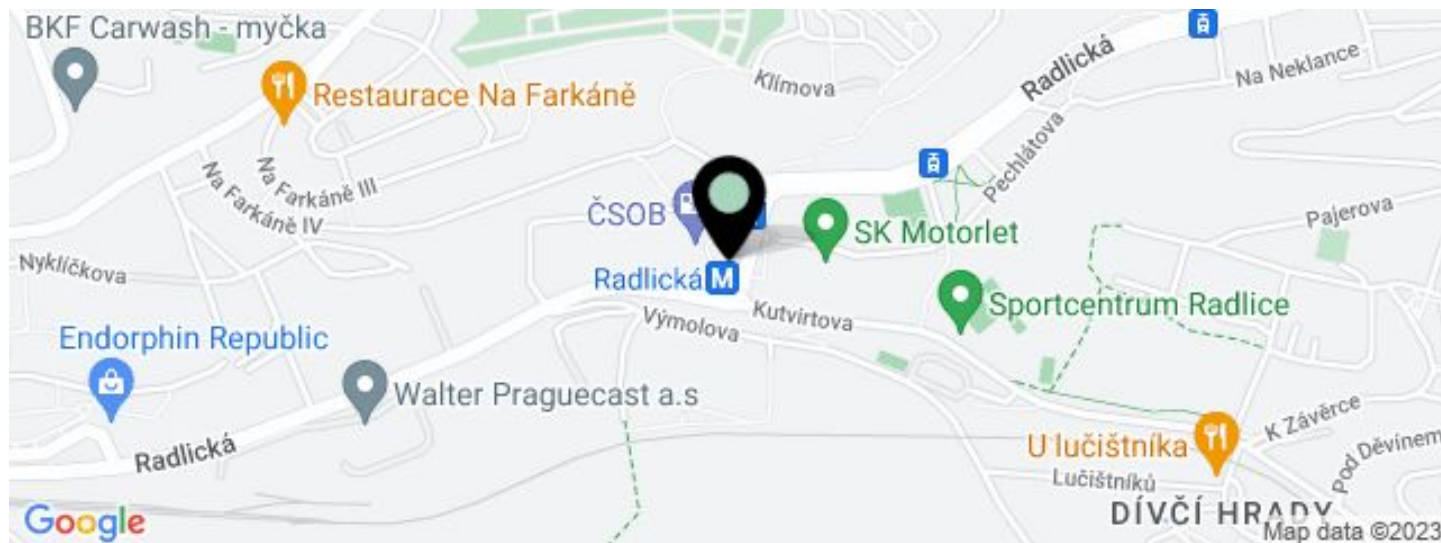 BKF Carwash - myčka
Restaurace Na Farkáně
Klímova
Radlická
Na Neklance
Pechlátova
Na Farkáně III
Na Farkáně IV
ČSOB
SK Motorlet
Pajerova
Nyklíčkova
Radlická
M
Kutvirtova
Sportcentrum Radlice
Výmolova
Endorphin Republic
Walter Praguecast a.s
K Závěrce
Radlická
U lučištníka
Pod Děvínem
Lučištníků
DÍVČÍ HRADY
Google
Map data ©2023